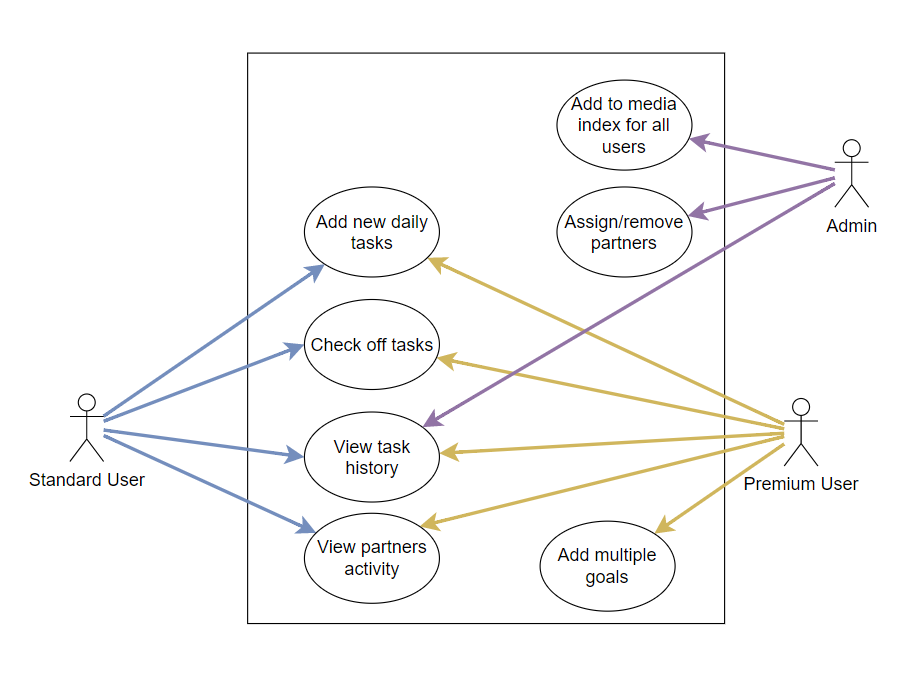 Add to media
index for all
users
Admin
Add new daily
tasks
Assign/remove
partners
Check off tasks
View task
history
Standard User
Premium User
View partners
activity
Add multiple
goals